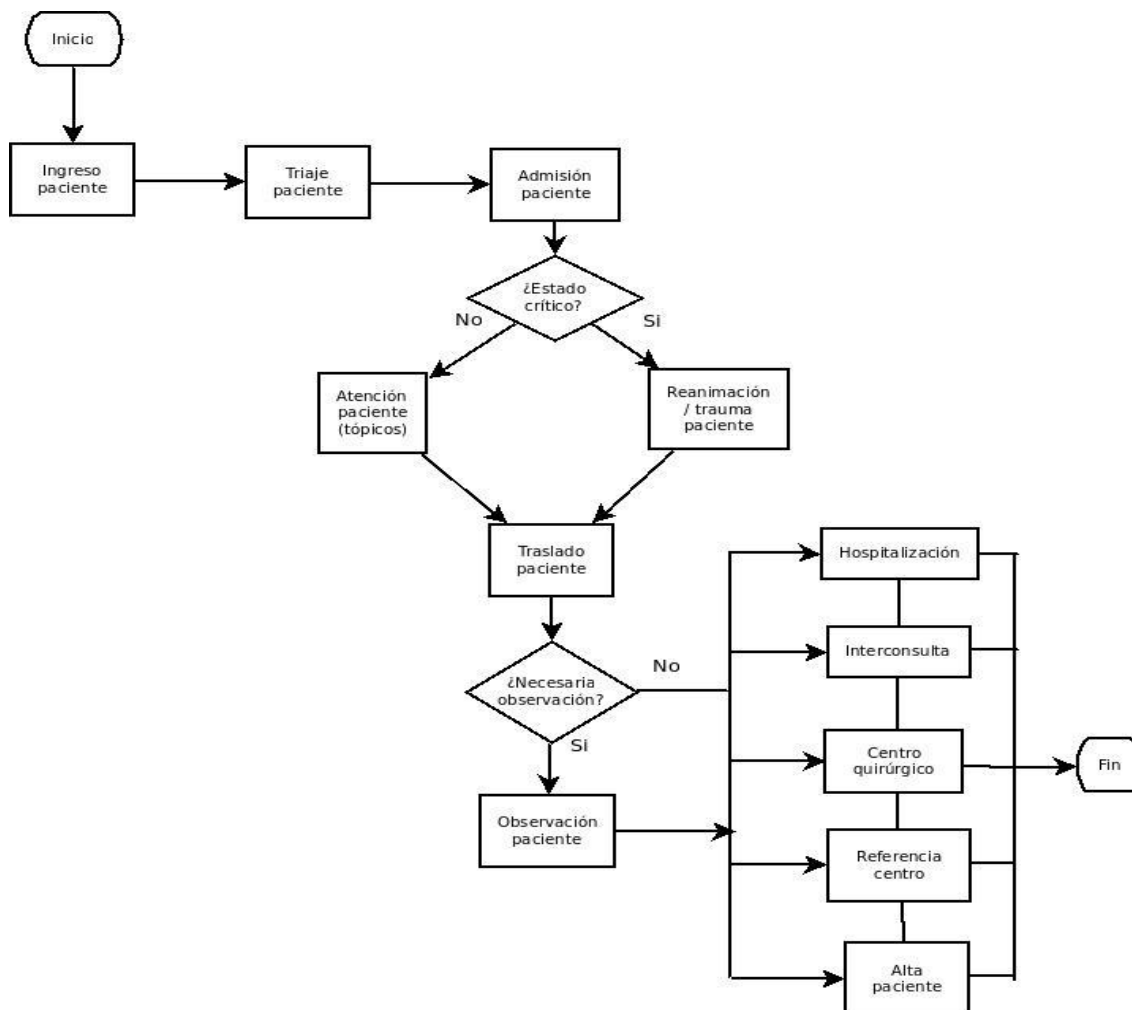 Inicio
Ingreso
paciente
Triaje
paciente
Admisión
paciente
¿Estado
crítico?
No
Si
Atención
paciente
(tópicos)
Reanimación
/ trauma
paciente
Traslado
paciente
¿Necesaria
observación?
No
Si
Observación
paciente
Hospitalización
Interconsulta
Centro
quirúrgico
Referencia
centro
Alta
paciente
Fin